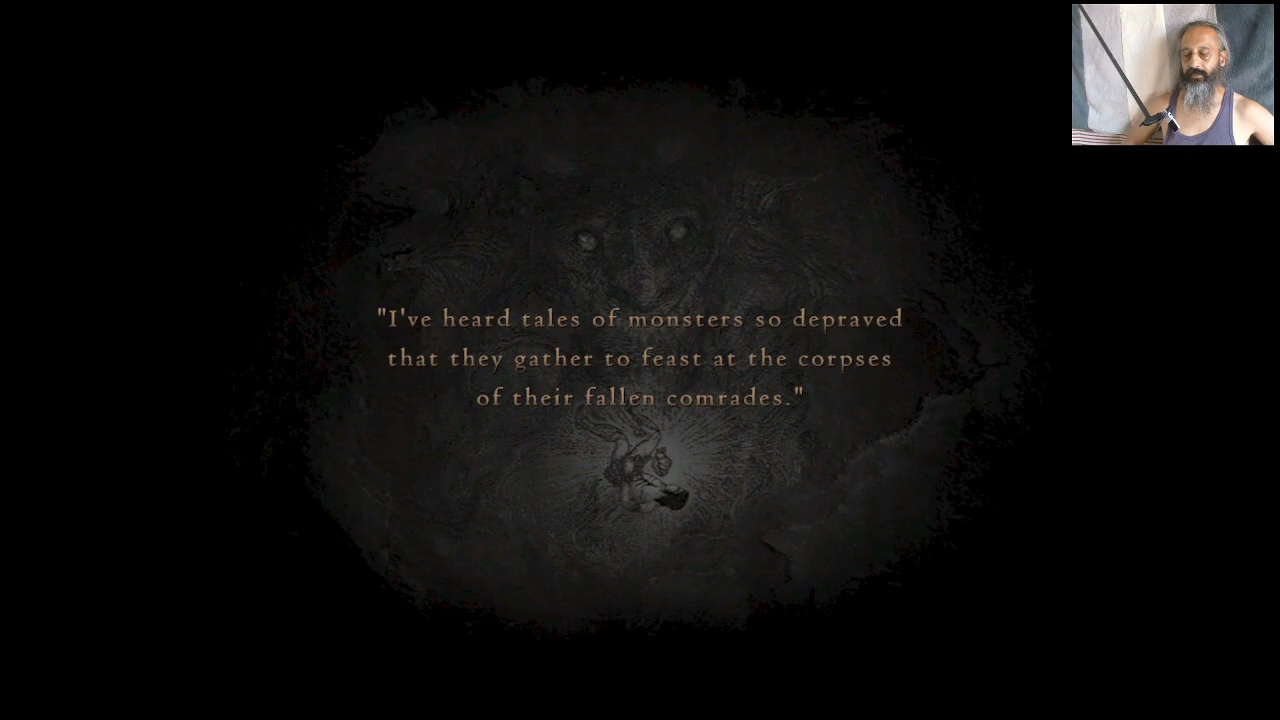 "I've heard tales of monsters so depraved
that they gather to feast at the corpses
of their fallen comrades."